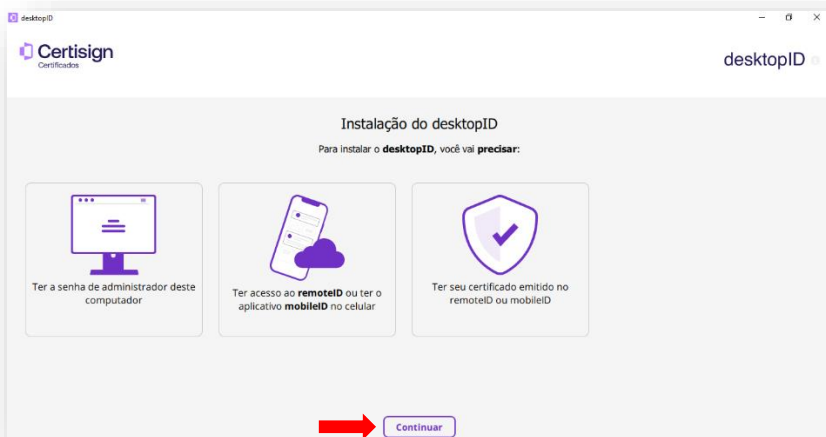 desktopID
Certisign
Certificados
desktopID
Instalação do desktopID
Para instalar o desktopID, você vai precisar:
Ter a senha de administrador deste
computador
Ter acesso ao remoteID ou ter o
aplicativo mobileID no celular
Ter seu certificado emitido no
remoteID ou mobileID
Continuar